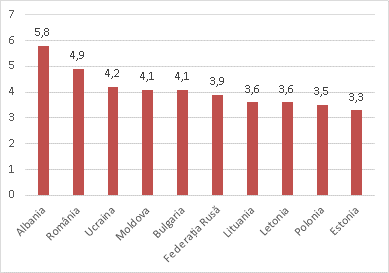 7
6
5
4
3
2
1
0
5,8
4,9
4,2
4,1
4,1
3,9
3,6
3,6
3,5
3,3
Albania
România
Ucraina
Moldova
Bulgaria
Federația Rusă
Lituania
Letonia
Polonia
Estonia